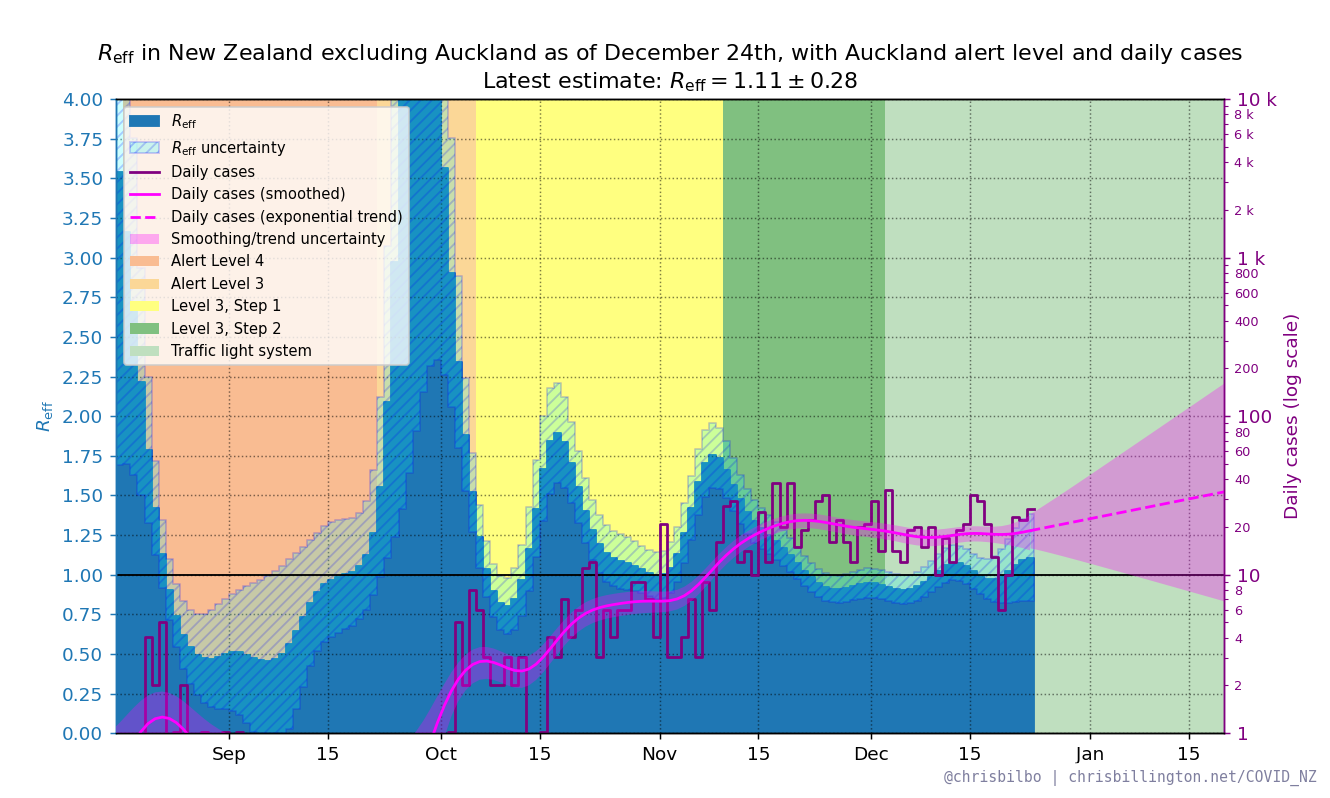 Reff in New Zealand excluding Auckland as of December 24th, with Auckland alert level and daily cases
Latest estimate: Reff = 1.11 ± 0.28
Reff
Reff uncertainty
Daily cases
Daily cases (smoothed)
Daily cases (exponential trend)
Smoothing/trend uncertainty
Alert Level 4
Alert Level 3
Level 3, Step 1
Level 3, Step 2
Traffic light system
4.00
3.75
3.50
3.25
3.00
2.75
2.50
2.25
2.00
1.75
1.50
1.25
1.00
0.75
0.50
0.25
0.00
Reff
10 k
8 k
6 k
4 k
2 k
1 k
800
600
400
200
100
80
60
40
20
10
8
6
4
2
1
Daily cases (log scale)
Sep 15 Oct 15 Nov 15 Dec 15 Jan 15
@chrisbilbo | chrisbillington.net/COVID_NZ